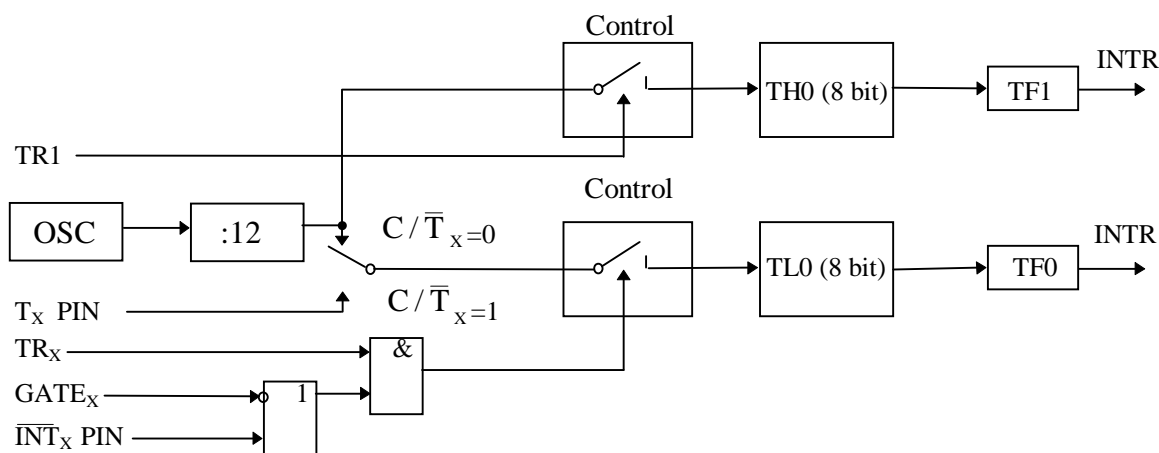 Control
INTR
TH0 (8 bit)
TF1
TR1
Control
OSC
:12
C / T̅ X=0
INTR
TL0 (8 bit)
TF0
C / T̅ X=1
TX PIN
TRX
&
GATEX
1
I̅N̅T̅X PIN